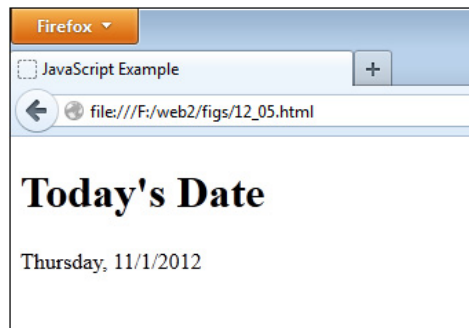 Firefox
JavaScript Example
+
file:///F:/web2/figs/12_05.html
Today's Date
Thursday, 11/1/2012